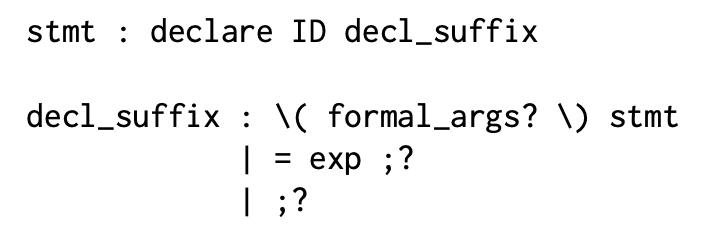 stmt : declare ID decl_suffix
decl_suffix : \( formal_args? \) stmt
| = exp ;?
| ;?